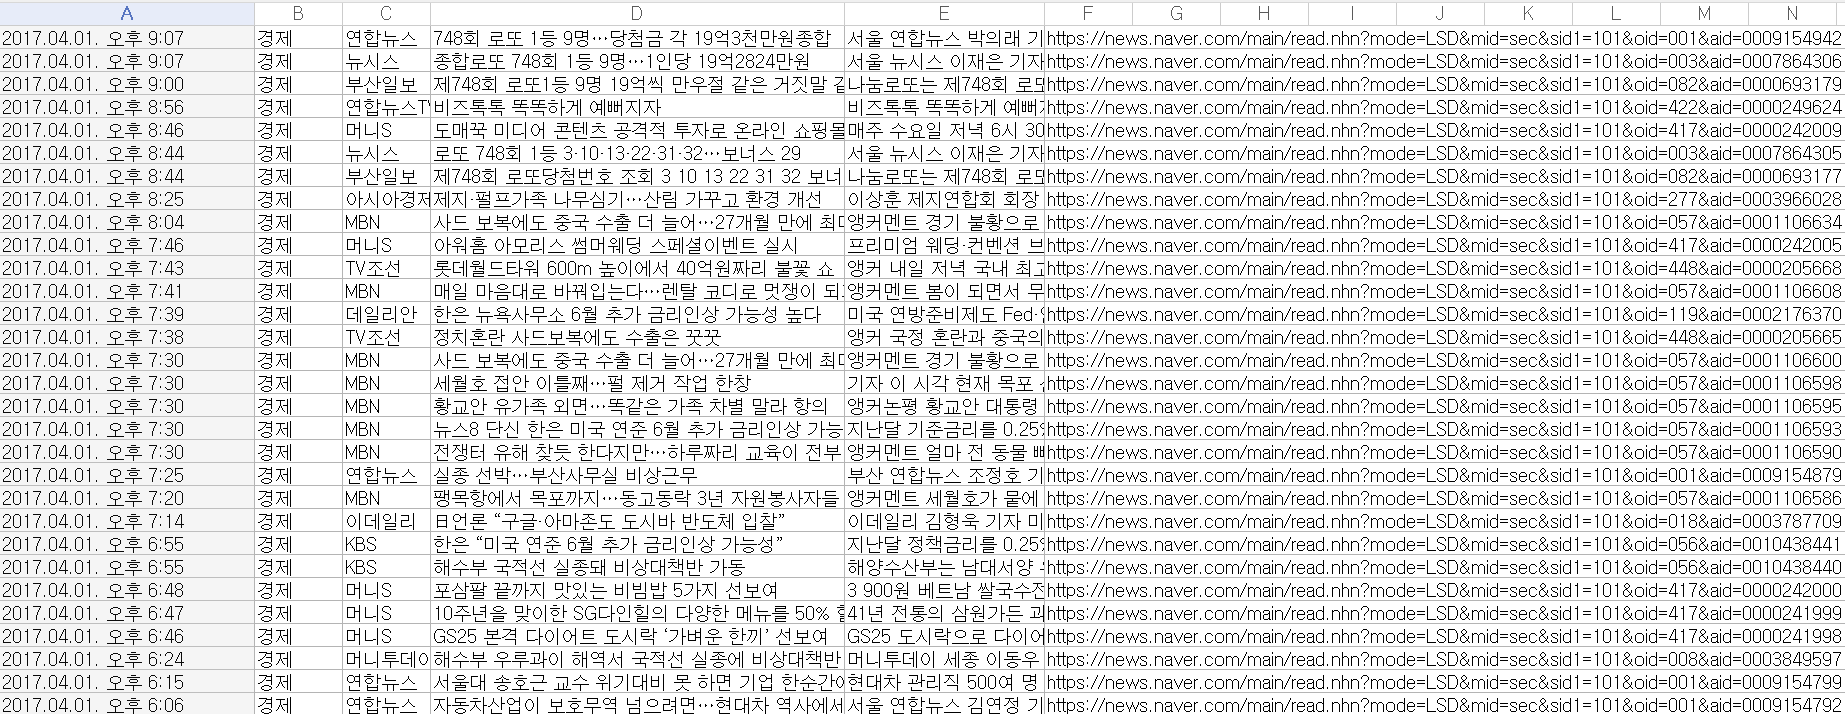 A B C D E F G H I J K L M N
2017.04.01. 오후 9:07 경제 연합뉴스 748회 로또 1등 9명…당첨금 각 19억3천만원종합 서울 연합뉴스 박의래 기 https://news.naver.com/main/read.nhn?mode=LSD&mid=sec&sid1=101&oid=001&aid=0009154942
2017.04.01. 오후 9:07 경제 뉴시스 종합로또 748회 1등 9명…1인당 19억2824만원 서울 뉴시스 이재은 기자 https://news.naver.com/main/read.nhn?mode=LSD&mid=sec&sid1=101&oid=003&aid=0007864306
2017.04.01. 오후 9:00 경제 부산일보 제748회 로또1등 9명 19억씩 만우절 같은 거짓말 같 나눔로또는 제748회 로또 https://news.naver.com/main/read.nhn?mode=LSD&mid=sec&sid1=101&oid=082&aid=0000693179
2017.04.01. 오후 8:56 경제 연합뉴스TV 비즈톡톡 똑똑하게 예뻐지자 비즈톡톡 똑똑하게 예뻐지 https://news.naver.com/main/read.nhn?mode=LSD&mid=sec&sid1=101&oid=422&aid=0000249624
2017.04.01. 오후 8:46 경제 머니S 도매꾹 미디어 콘텐츠 공격적 투자로 온라인 쇼핑몰 매주 수요일 저녁 6시 30 https://news.naver.com/main/read.nhn?mode=LSD&mid=sec&sid1=101&oid=417&aid=0000242009
2017.04.01. 오후 8:44 경제 뉴시스 로또 748회 1등 3·10·13·22·31·32…보너스 29 서울 뉴시스 이재은 기자 https://news.naver.com/main/read.nhn?mode=LSD&mid=sec&sid1=101&oid=003&aid=0007864305
2017.04.01. 오후 8:44 경제 부산일보 제748회 로또당첨번호 조회 3 10 13 22 31 32 보너 나눔로또는 제748회 로또 https://news.naver.com/main/read.nhn?mode=LSD&mid=sec&sid1=101&oid=082&aid=0000693177
2017.04.01. 오후 8:25 경제 아시아경제 제지·펄프가족 나무심기…산림 가꾸고 환경 개선 이상훈 제지연합회 회장 https://news.naver.com/main/read.nhn?mode=LSD&mid=sec&sid1=101&oid=277&aid=0003966028
2017.04.01. 오후 8:04 경제 MBN 사드 보복에도 중국 수출 더 늘어…27개월 만에 최대 앵커멘트 경기 불황으로 https://news.naver.com/main/read.nhn?mode=LSD&mid=sec&sid1=101&oid=057&aid=0001106634
2017.04.01. 오후 7:46 경제 머니S 아워홈 아모리스 썸머웨딩 스페셜이벤트 실시 프리미엄 웨딩·컨벤션 브 https://news.naver.com/main/read.nhn?mode=LSD&mid=sec&sid1=101&oid=417&aid=0000242005
2017.04.01. 오후 7:43 경제 TV조선 롯데월드타워 600m 높이에서 40억원짜리 불꽃 쇼 앵커 내일 저녁 국내 최고 https://news.naver.com/main/read.nhn?mode=LSD&mid=sec&sid1=101&oid=448&aid=0000205668
2017.04.01. 오후 7:41 경제 MBN 매일 마음대로 바꿔입는다…렌탈 코디로 멋쟁이 되 앵커멘트 봄이 되면서 무 https://news.naver.com/main/read.nhn?mode=LSD&mid=sec&sid1=101&oid=057&aid=0001106608
2017.04.01. 오후 7:39 경제 데일리안 한은 뉴욕사무소 6월 추가 금리인상 가능성 높다 미국 연방준비제도 Fed· https://news.naver.com/main/read.nhn?mode=LSD&mid=sec&sid1=101&oid=119&aid=0002176370
2017.04.01. 오후 7:38 경제 TV조선 정치혼란 사드보복에도 수출은 꿋꿋 앵커 국정 혼란과 중국의 https://news.naver.com/main/read.nhn?mode=LSD&mid=sec&sid1=101&oid=448&aid=0000205665
2017.04.01. 오후 7:30 경제 MBN 사드 보복에도 중국 수출 더 늘어…27개월 만에 최대 앵커멘트 경기 불황으로 https://news.naver.com/main/read.nhn?mode=LSD&mid=sec&sid1=101&oid=057&aid=0001106600
2017.04.01. 오후 7:30 경제 MBN 세월호 접안 이틀째…펄 제거 작업 한창 기자 이 시각 현재 목포 https://news.naver.com/main/read.nhn?mode=LSD&mid=sec&sid1=101&oid=057&aid=0001106598
2017.04.01. 오후 7:30 경제 MBN 황교안 유가족 외면…똑같은 가족 차별 말라 항의 앵커논평 황교안 대통령 https://news.naver.com/main/read.nhn?mode=LSD&mid=sec&sid1=101&oid=057&aid=0001106595
2017.04.01. 오후 7:30 경제 MBN 뉴스8 단신 한은 미국 연준 6월 추가 금리인상 가능 지난달 기준금리를 0.25% https://news.naver.com/main/read.nhn?mode=LSD&mid=sec&sid1=101&oid=057&aid=0001106593
2017.04.01. 오후 7:30 경제 MBN 전쟁터 유해 찾듯 한다지만…하루짜리 교육이 전부 앵커멘트 얼마 전 동물 뼈 https://news.naver.com/main/read.nhn?mode=LSD&mid=sec&sid1=101&oid=057&aid=0001106590
2017.04.01. 오후 7:25 경제 연합뉴스 실종 선박…부산사무실 비상근무 부산 연합뉴스 조정호 기 https://news.naver.com/main/read.nhn?mode=LSD&mid=sec&sid1=101&oid=001&aid=0009154879
2017.04.01. 오후 7:20 경제 MBN 팽목항에서 목포까지…동고동락 3년 자원봉사자들 앵커멘트 세월호가 뭍에 https://news.naver.com/main/read.nhn?mode=LSD&mid=sec&sid1=101&oid=057&aid=0001106586
2017.04.01. 오후 7:14 경제 이데일리 日언론 “구글·아마존도 도시바 반도체 입찰” 이데일리 김형욱 기자 미 https://news.naver.com/main/read.nhn?mode=LSD&mid=sec&sid1=101&oid=018&aid=0003787709
2017.04.01. 오후 6:55 경제 KBS 한은 “미국 연준 6월 추가 금리인상 가능성” 지난달 정책금리를 0.25% https://news.naver.com/main/read.nhn?mode=LSD&mid=sec&sid1=101&oid=056&aid=0010438441
2017.04.01. 오후 6:55 경제 KBS 해수부 국적선 실종돼 비상대책반 가동 해양수산부는 남대서양 https://news.naver.com/main/read.nhn?mode=LSD&mid=sec&sid1=101&oid=056&aid=0010438440
2017.04.01. 오후 6:48 경제 머니S 포삼팔 끝까지 맛있는 비빔밥 5가지 선보여 3 900원 베트남 쌀국수전 https://news.naver.com/main/read.nhn?mode=LSD&mid=sec&sid1=101&oid=417&aid=0000242000
2017.04.01. 오후 6:47 경제 머니S 10주년을 맞이한 SG다인힐의 다양한 메뉴를 50% 할 41년 전통의 삼원가든 과 https://news.naver.com/main/read.nhn?mode=LSD&mid=sec&sid1=101&oid=417&aid=0000241999
2017.04.01. 오후 6:46 경제 머니S GS25 본격 다이어트 도시락 ‘가벼운 한끼’ 선보여 GS25 도시락으로 다이어 https://news.naver.com/main/read.nhn?mode=LSD&mid=sec&sid1=101&oid=417&aid=0000241998
2017.04.01. 오후 6:24 경제 머니투데이 해수부 우루과이 해역서 국적선 실종에 비상대책반 머니투데이 세종 이동우 https://news.naver.com/main/read.nhn?mode=LSD&mid=sec&sid1=101&oid=008&aid=0003849597
2017.04.01. 오후 6:15 경제 연합뉴스 서울대 송호근 교수 위기대비 못 하면 기업 한순간에 현대차 관리직 500여 명 https://news.naver.com/main/read.nhn?mode=LSD&mid=sec&sid1=101&oid=001&aid=0009154799
2017.04.01. 오후 6:06 경제 연합뉴스 자동차산업이 보호무역 넘으려면…현대차 역사에서 서울 연합뉴스 김연정 기 https://news.naver.com/main/read.nhn?mode=LSD&mid=sec&sid1=101&oid=001&aid=0009154792